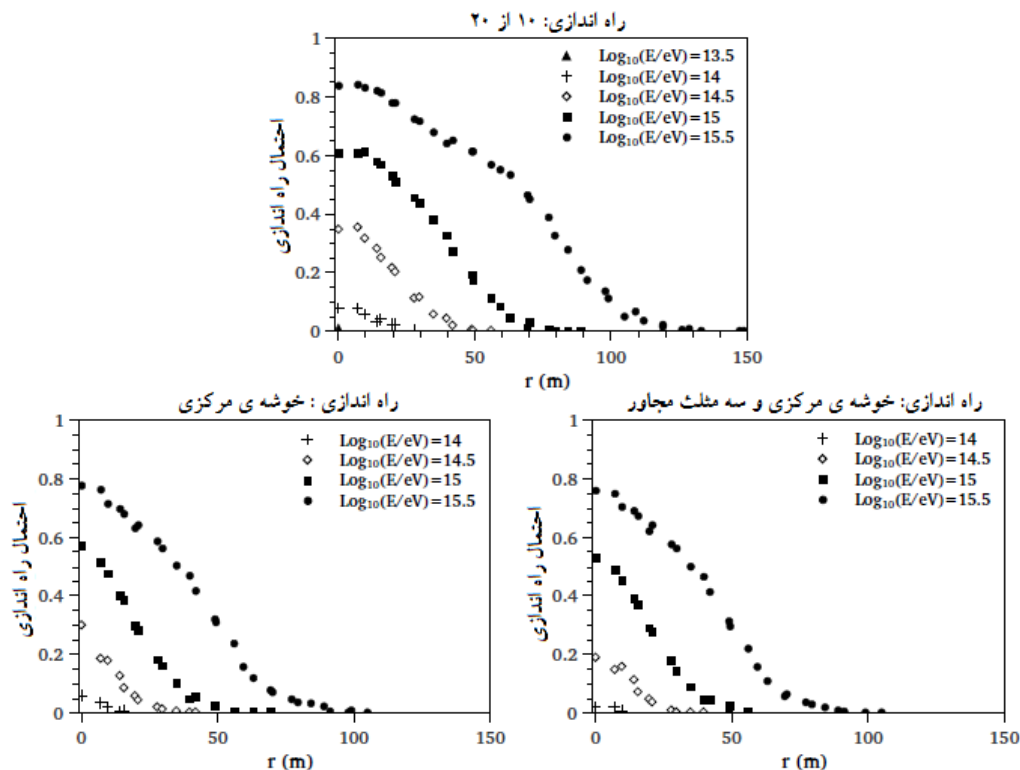 راه اندازی: ۱۰ از ۲۰
1
0.8
0.6
0.4
0.2
0
احتمال راه اندازی
Log₁₀(E/eV)=13.5
Log₁₀(E/eV)=14
Log₁₀(E/eV)=14.5
Log₁₀(E/eV)=15
Log₁₀(E/eV)=15.5
0 50 100 150
r (m)
راه اندازی : خوشه ی مرکزی
1
0.8
0.6
0.4
0.2
0
احتمال راه اندازی
Log₁₀(E/eV)=14
Log₁₀(E/eV)=14.5
Log₁₀(E/eV)=15
Log₁₀(E/eV)=15.5
0 50 100 150
r (m)
راه اندازی: خوشه ی مرکزی و سه مثلث مجاور
1
0.8
0.6
0.4
0.2
0
احتمال راه اندازی
Log₁₀(E/eV)=14
Log₁₀(E/eV)=14.5
Log₁₀(E/eV)=15
Log₁₀(E/eV)=15.5
0 50 100 150
r (m)